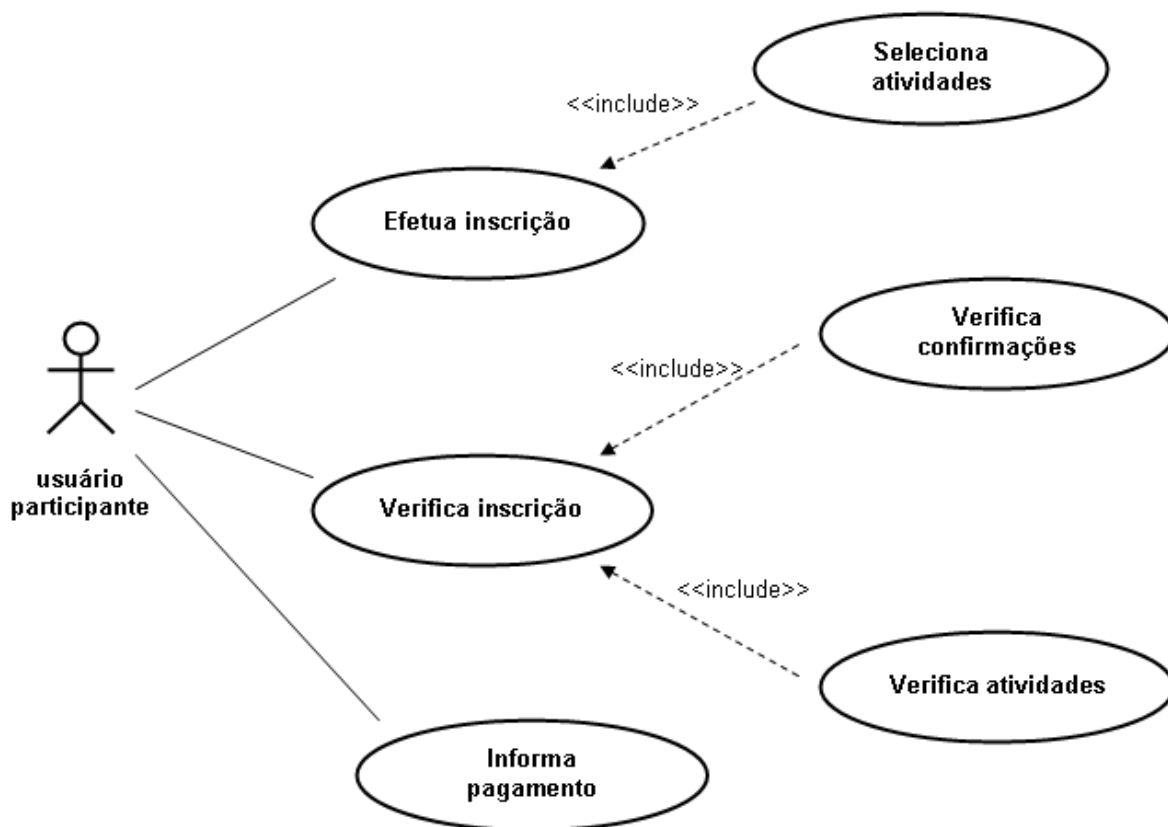 Seleciona
atividades
<<include>>
Efetua inscrição
Verifica
confirmações
<<include>>
usuário
participante
Verifica inscrição
<<include>>
Verifica atividades
Informa
pagamento